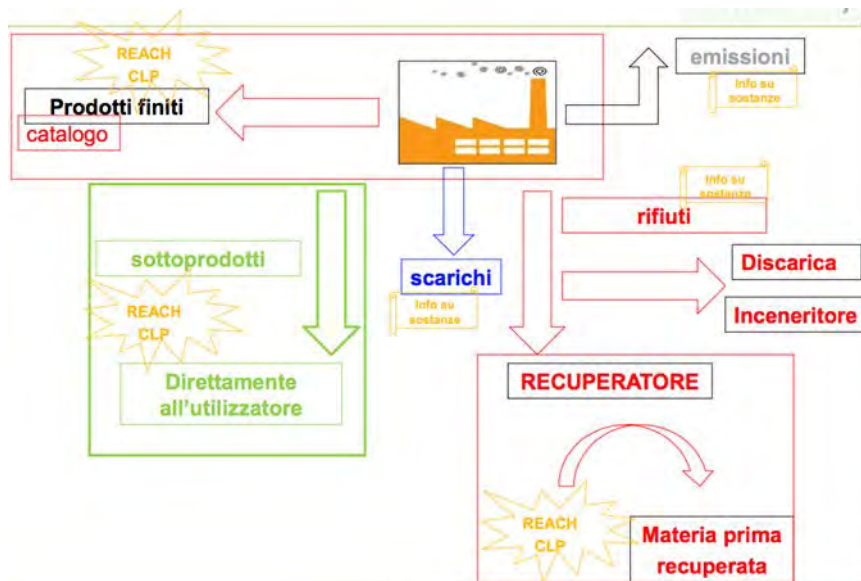 REACH
CLP
Prodotti finiti
catalogo
emissioni
Info su
sostanze
Info su
sostanze
rifiuti
sottoprodotti
REACH
CLP
scarichi
Info su
sostanze
Discarica
Inceneritore
Direttamente
all'utilizzatore
RECUPERATORE
REACH
CLP
Materia prima
recuperata